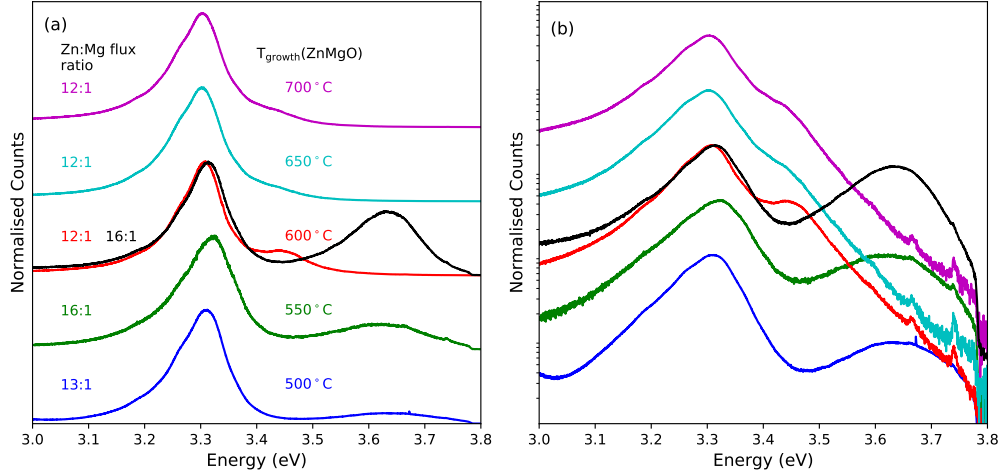 (a)
Zn:Mg flux
ratio
T_growth(ZnMgO)
12:1
700°C
12:1
650°C
12:1
16:1
600°C
16:1
550°C
13:1
500°C
Normalised Counts
3.0 3.1 3.2 3.3 3.4 3.5 3.6 3.7 3.8
Energy (eV)
(b)
Normalised Counts
3.0 3.1 3.2 3.3 3.4 3.5 3.6 3.7 3.8
Energy (eV)